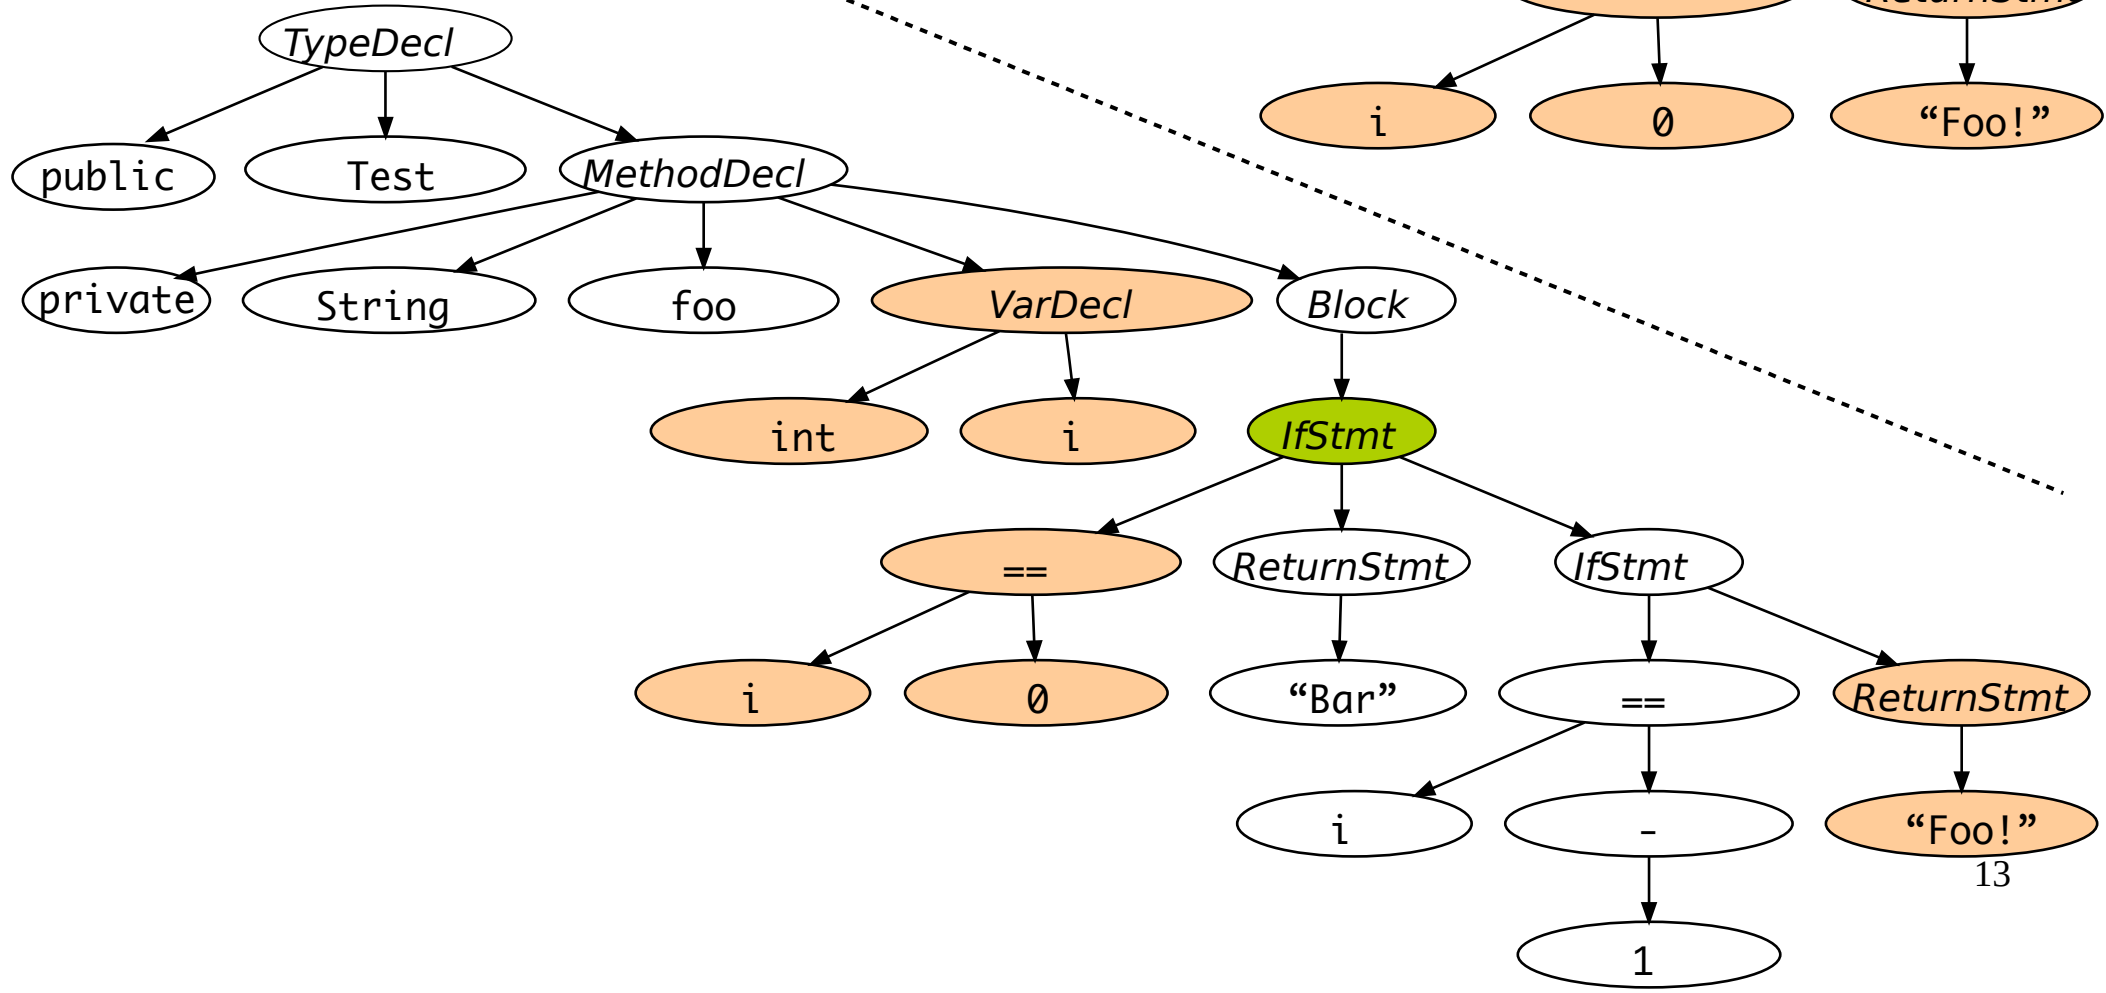 ReturnStmt
TypeDecl
i
0
“Foo!”
public
Test
MethodDecl
private
String
foo
VarDecl
Block
int
i
IfStmt
==
ReturnStmt
IfStmt
i
0
“Bar”
==
ReturnStmt
i
-
“Foo!”
13
1